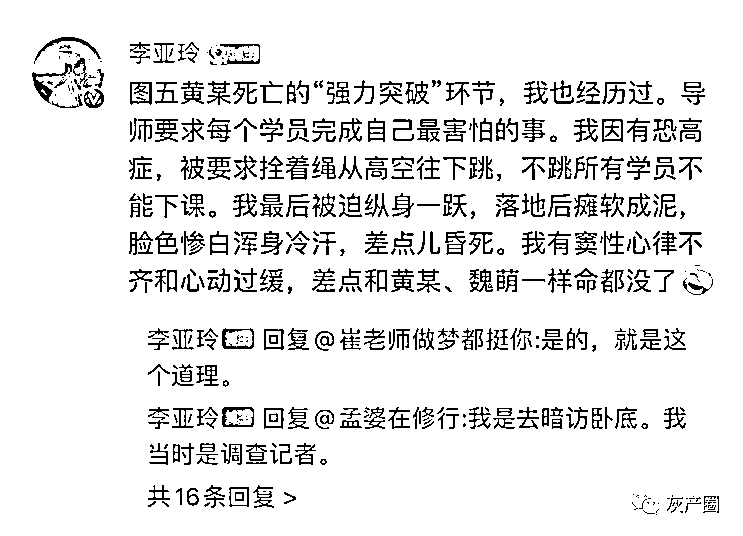 李亚玲
图五黄某死亡的“强力突破”环节，我也经历过。导
师要求每个学员完成自己最害怕的事。我因有恐高
症，被要求拴着绳从高空往下跳，不跳所有学员不
能下课。我最后被迫纵身一跃，落地后瘫软成泥，
脸色惨白浑身冷汗，差点儿昏死。我有窦性心律不
齐和心动过缓，差点和黄某、魏萌一样命都没了
李亚玲 回复@崔老师做梦都挺你:是的，就是这
个道理。
李亚玲 回复@孟婆在修行:我是去暗访卧底。我
当时是调查记者。
共16条回复 >
灰产圈